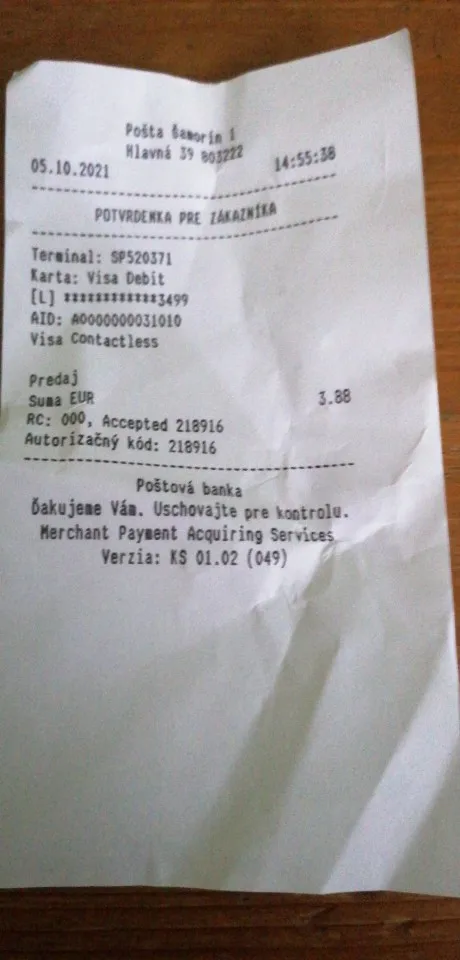 Pošta Šamorín 1
Hlavná 39 803222
05.10.2021 14:55:38
POTVRDENKA PRE ZÁKAZNÍKA
Terminal: SP520371
Karta: Visa Debit
[L] ************3499
AID: A0000000031010
Visa Contactless
Predaj
Suma EUR 3.88
RC: 000, Accepted 218916
Autorizačný kód: 218916
Poštová banka
Ďakujeme Vám. Uschovajte pre kontrolu.
Merchant Payment Acquiring Services
Verzia: KS 01.02 (049)